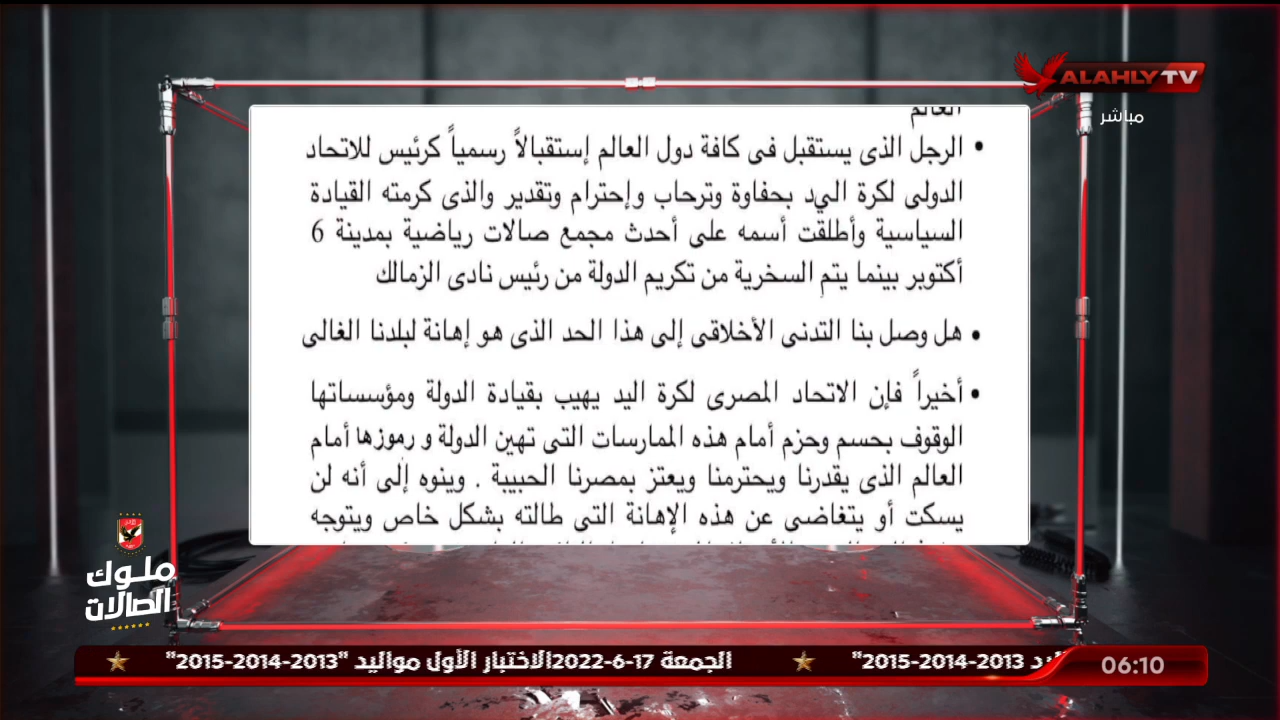 ALAHLY TV
مباشر
العالم
• الرجل الذى يستقبل فى كافة دول العالم إستقبالاً رسمياً كرئيس للاتحاد
الدولى لكرة اليد بحفاوة وترحاب وإحترام وتقدير والذى كرمته القيادة
السياسية وأطلقت أسمه على أحدث مجمع صالات رياضية بمدينة 6
أكتوبر بينما يتم السخرية من تكريم الدولة من رئيس نادى الزمالك
• هل وصل بنا التدنى الأخلاقى إلى هذا الحد الذى هو إهانة لبلدنا الغالى
• أخيراً فإن الاتحاد المصرى لكرة اليد يهيب بقيادة الدولة ومؤسساتها
الوقوف بحسم وحزم أمام هذه الممارسات التى تهين الدولة و رموزها أمام
العالم الذى يقدرنا ويحترمنا ويعتز بمصرنا الحبيبة . وينوه إلى أنه لن
يسكت أو يتغاضى عن هذه الإهانة التى طالته بشكل خاص ويتوجه
ملوك
الصالات
2013-2014-2015" ★ الجمعة 17-6-2022الاختبار الأول مواليد "2013-2014-2015" ★
06:10